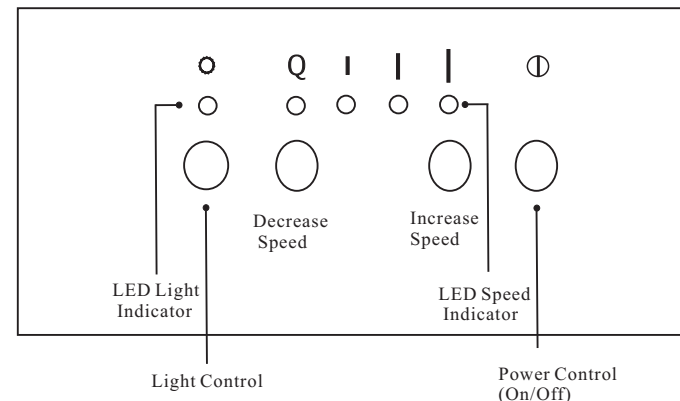 Q
Decrease
Speed
Increase
Speed
LED Light
Indicator
LED Speed
Indicator
Light Control
Power Control
(On/Off)